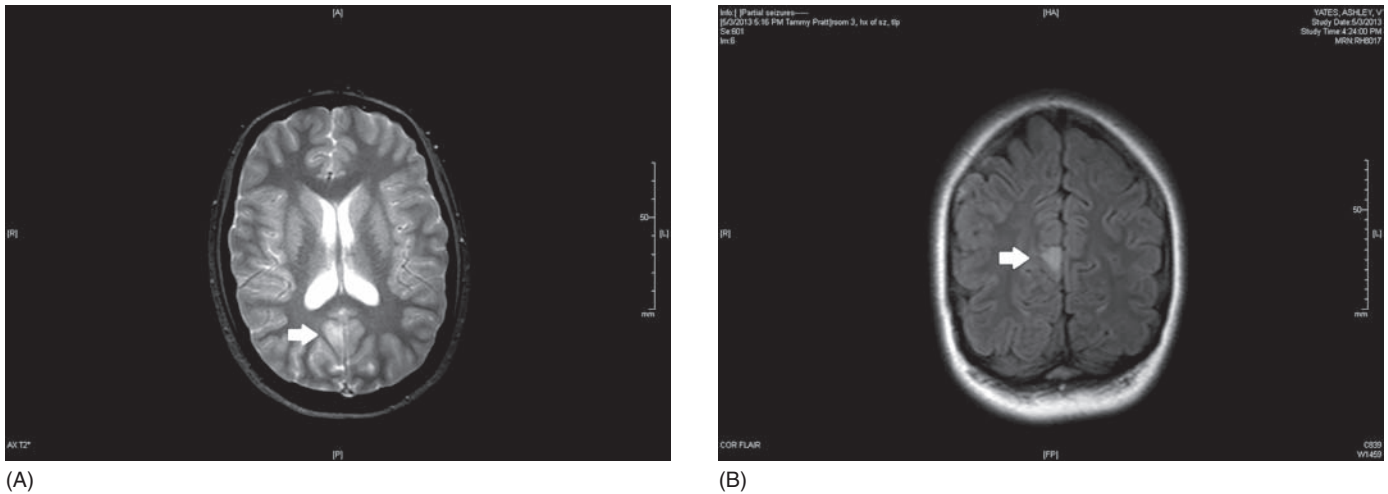 [A]
[R]
50
[L]
mm
AX T2*
[P]
(A)
Info:[ ]Partial seizures-----
[5/3/2013 5:16 PM Tammy Pratt]room 3, hx of sz, tlp
Se:601
Im:6
[HA]
YATES, ASHLEY, V
Study Date:5/3/2013
Study Time:4:24:00 PM
MRN:RH8017
[R]
50
[L]
mm
COR FLAIR
[FP]
C839
W1459
(B)